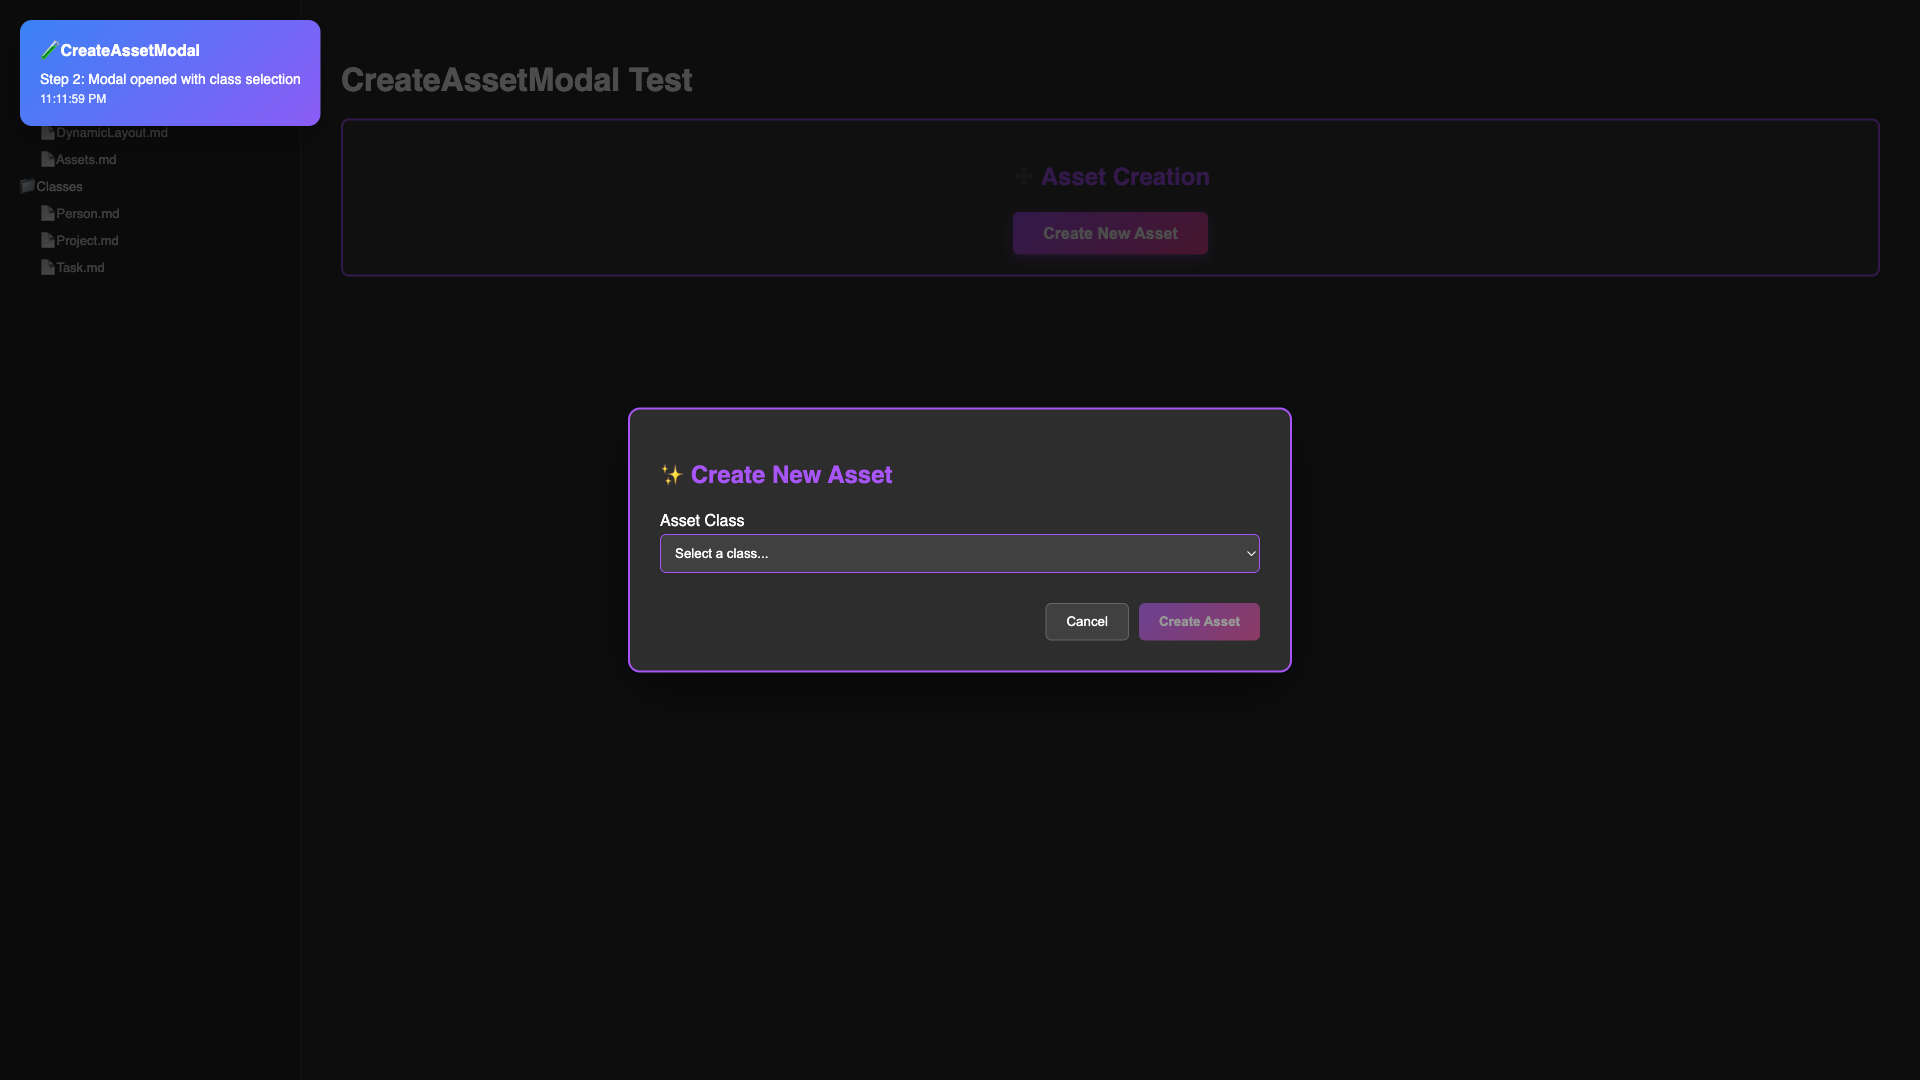 CreateAssetModal
Step 2: Modal opened with class selection
11:11:59 PM
DynamicLayout.md
Assets.md
Classes
Person.md
Project.md
Task.md
CreateAssetModal Test
Asset Creation
Create New Asset
Create New Asset
Asset Class
Select a class...
Cancel
Create Asset